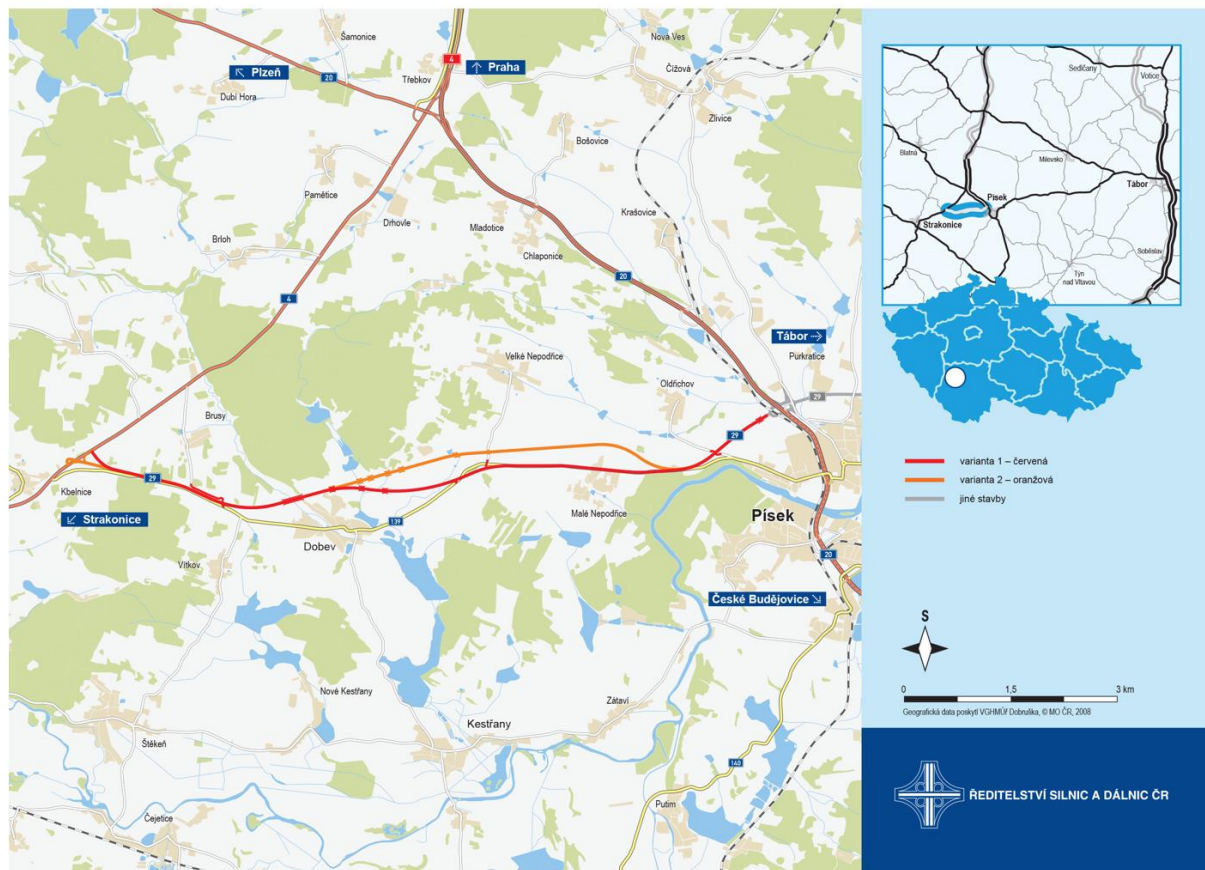 Šamonice
Nová Ves
4
Praha
Plzeň
20
Třebkov
Čížová
Dubí Hora
Zlivice
Bošovice
Pamětice
Drhovle
Krašovice
Mladotice
Brloh
Chlaponice
20
4
Tábor
Velké Nepodřice
Purkratice
Oldřichov
29
Brusy
29
29
Kbelnice
Strakonice
Malé Nepodřice
Písek
139
Dobev
20
Vítkov
České Budějovice
Nové Kestřany
Zátaví
Kestřany
Štěkeň
140
Putim
Čejetice
Sedlčany
Votice
Blatná
Milevsko
Tábor
Písek
Strakonice
Soběslav
Týn
nad Vltavou
varianta 1 – červená
varianta 2 – oranžová
jiné stavby
S
0 1,5 3 km
Geografická data poskytl VGHMÚř Dobruška, © MO ČR, 2008
ŘEDITELSTVÍ SILNIC A DÁLNIC ČR